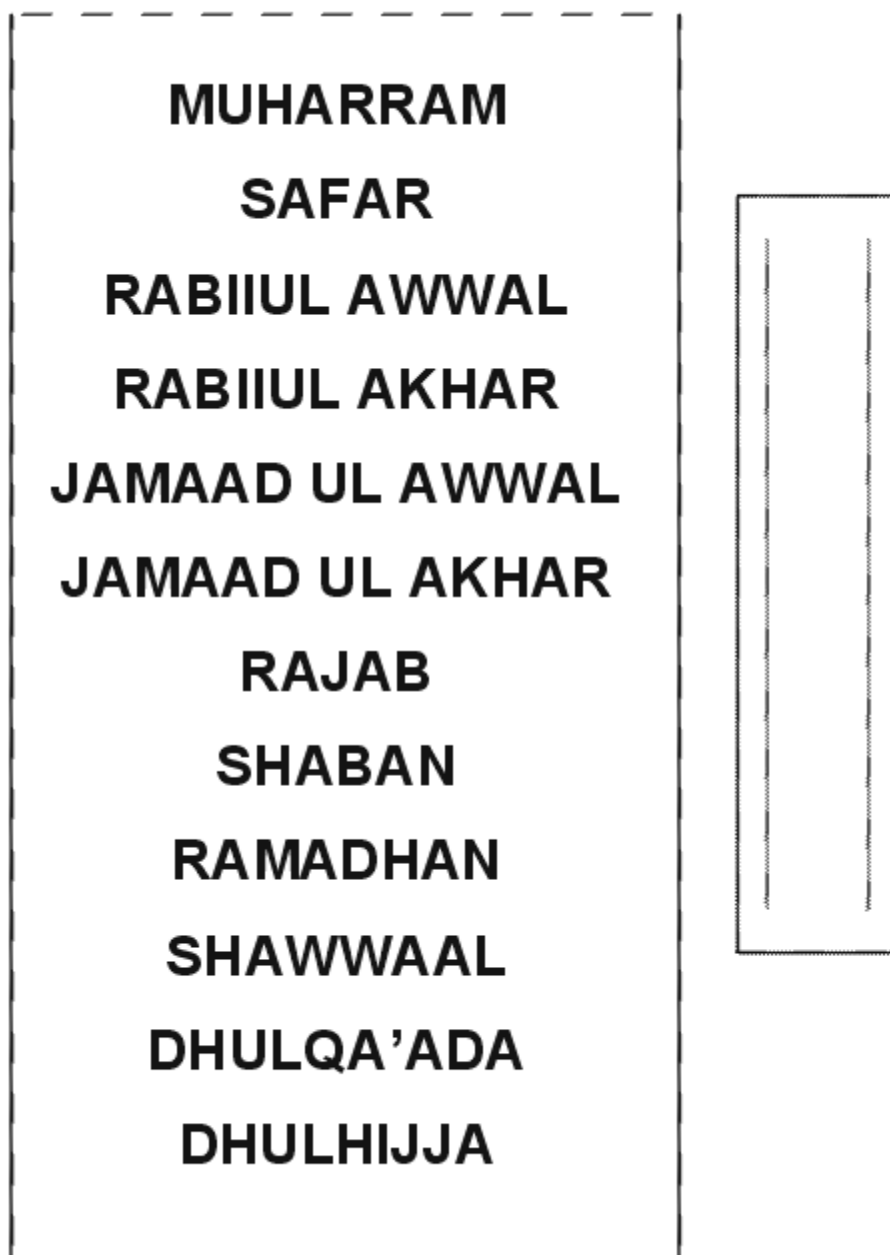 MUHARRAM
SAFAR
RABIIUL AWWAL
RABIIUL AKHAR
JAMAAD UL AWWAL
JAMAAD UL AKHAR
RAJAB
SHABAN
RAMADHAN
SHAWWAAL
DHULQA’ADA
DHULHIJJA